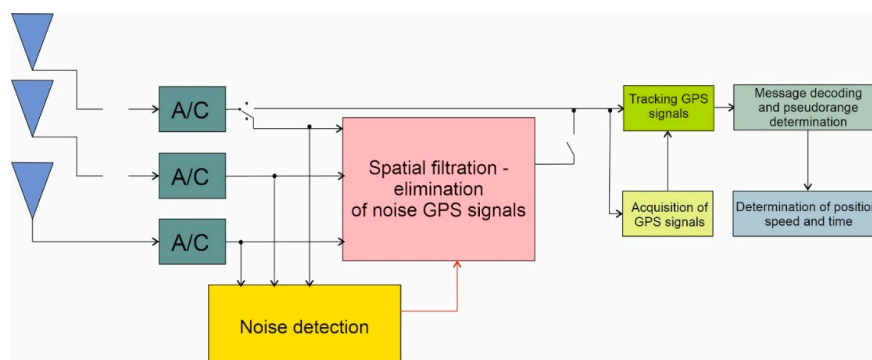 A/C
A/C
A/C
Spatial filtration -
elimination
of noise GPS signals
Noise detection
Tracking GPS
signals
Acquisition of
GPS signals
Message decoding
and pseudorange
determination
Determination of position
speed and time